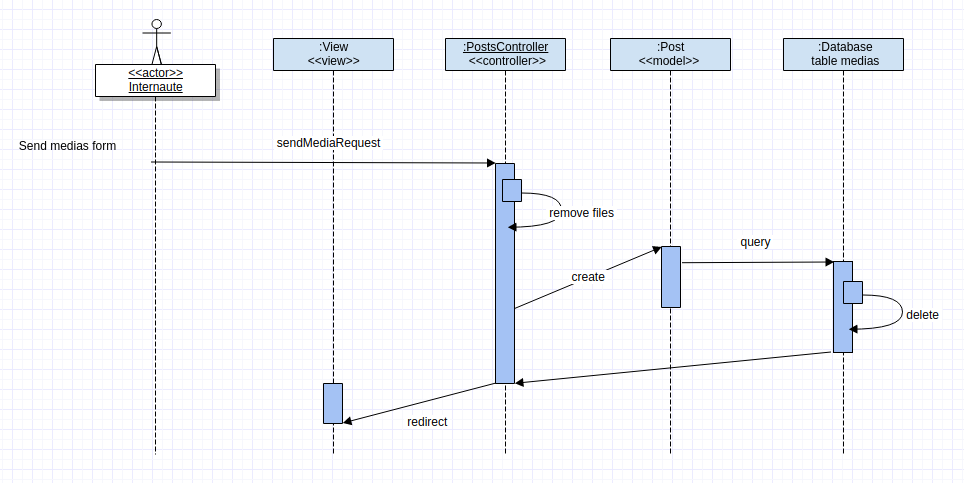 <<actor>>
Internaute
:View
<<view>>
:PostsController
<<controller>>
:Post
<<model>>
:Database
table medias
Send medias form
sendMediaRequest
remove files
create
query
delete
redirect